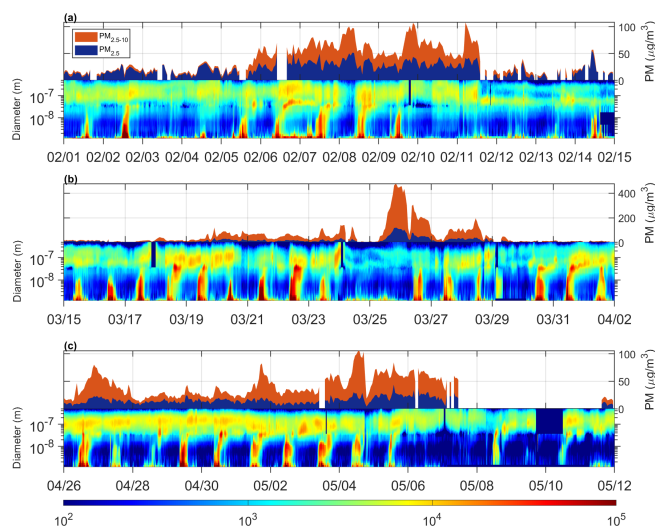 (a)
PM2.5-10
PM2.5
100
50
0
PM (μg/m³)
Diameter (m)
10⁻⁷
10⁻⁸
02/01 02/02 02/03 02/04 02/05 02/06 02/07 02/08 02/09 02/10 02/11 02/12 02/13 02/14 02/15
(b)
400
200
0
PM (μg/m³)
Diameter (m)
10⁻⁷
10⁻⁸
03/15 03/17 03/19 03/21 03/23 03/25 03/27 03/29 03/31 04/02
(c)
100
50
0
PM (μg/m³)
Diameter (m)
10⁻⁷
10⁻⁸
04/26 04/28 04/30 05/02 05/04 05/06 05/08 05/10 05/12
10² 10³ 10⁴ 10⁵